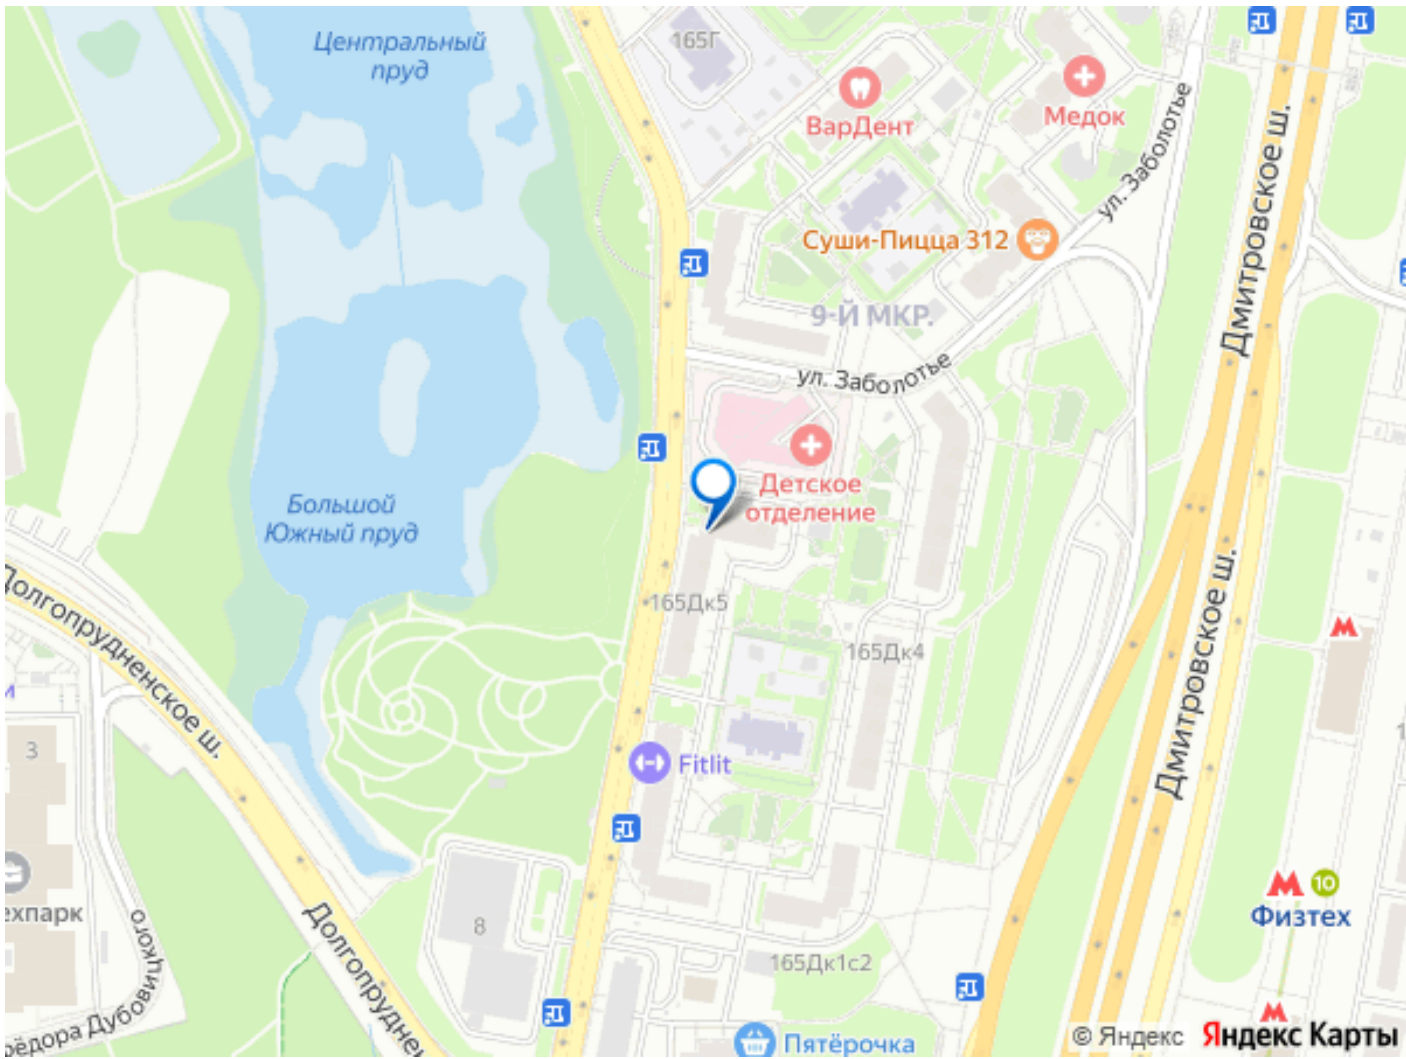 Центральный
пруд
165Г
ВарДент
Медок
ул. Заболотье
Дмитровское ш.
Суши-Пицца 312
9-Й МКР.
ул. Заболотье
Детское
отделение
Большой
Южный пруд
Долгопрудненское ш.
165Дк5
165Дк4
Дмитровское ш.
3
Fitlit
М 10
Физтех
8
165Дк1с2
Пятёрочка
© Яндекс Яндекс Карты